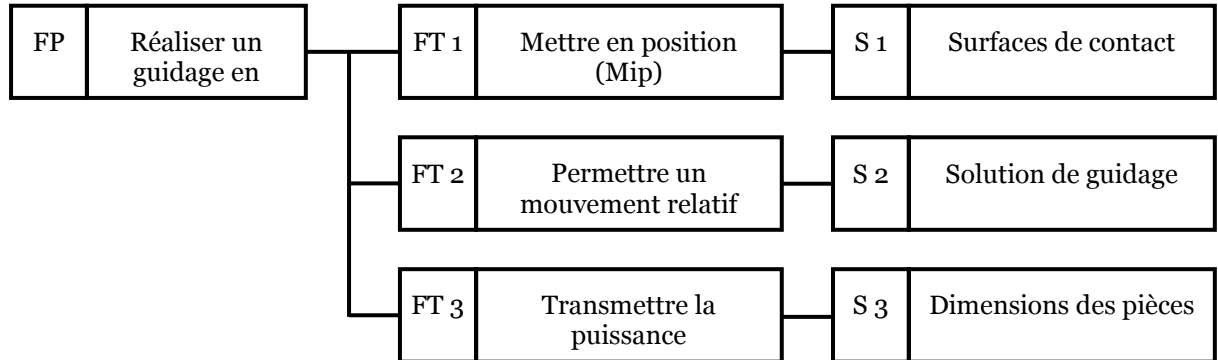 FP
Réaliser un
guidage en
FT 1
Mettre en position
(Mip)
S 1
Surfaces de contact
FT 2
Permettre un
mouvement relatif
S 2
Solution de guidage
FT 3
Transmettre la
puissance
S 3
Dimensions des pièces